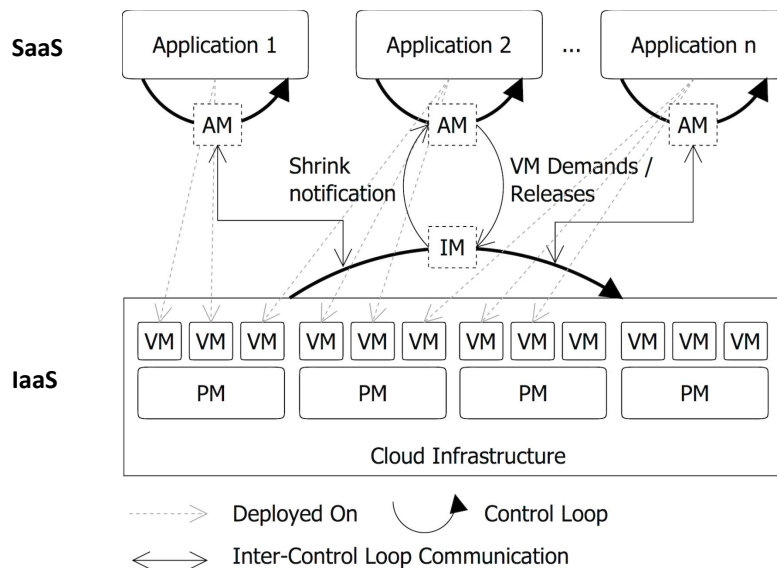 SaaS
Application 1
Application 2
...
Application n
AM
AM
AM
Shrink
notification
VM Demands /
Releases
IM
IaaS
VM VM VM VM VM VM VM VM VM VM VM VM
PM PM PM PM
Cloud Infrastructure
Deployed On
Control Loop
Inter-Control Loop Communication